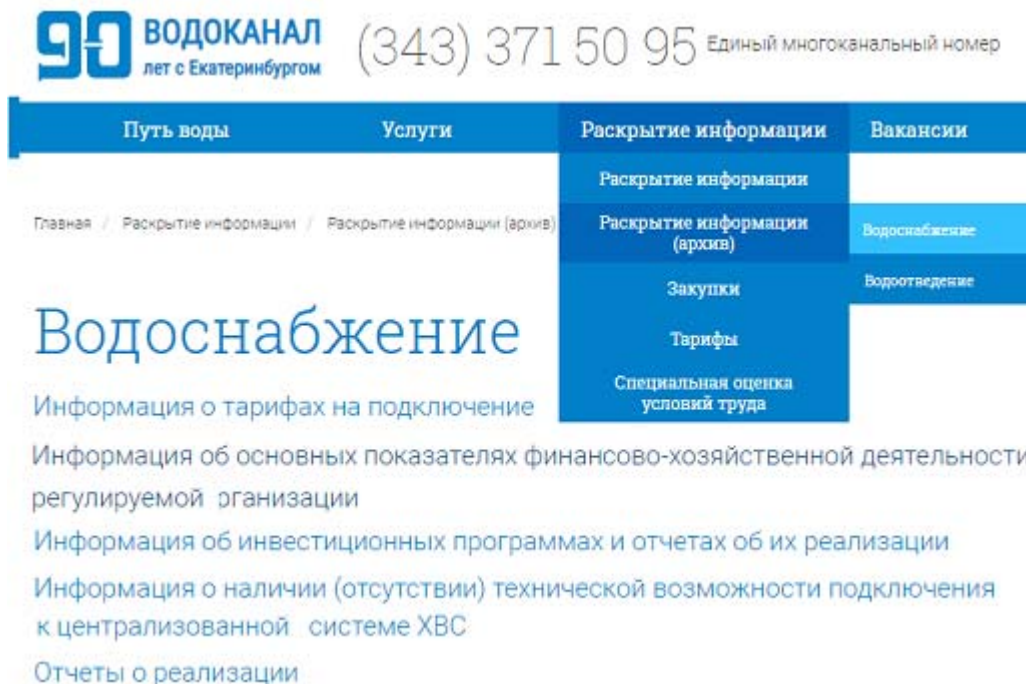 90 ВОДОКАНАЛ
лет с Екатеринбургом
(343) 371 50 95 Единый многоканальный номер
Путь воды Услуги Раскрытие информации Вакансии
Раскрытие информации
Главная / Раскрытие информации / Раскрытие информации (архив)
Раскрытие информации
(архив)
Водоснабжение
Водоотведение
Закупки
Тарифы
Специальная оценка
условий труда
Водоснабжение
Информация о тарифах на подключение
Информация об основных показателях финансово-хозяйственной деятельности
регулируемой рганизации
Информация об инвестиционных программах и отчетах об их реализации
Информация о наличии (отсутствии) технической возможности подключения
к централизованной системе ХВС
Отчеты о реализации